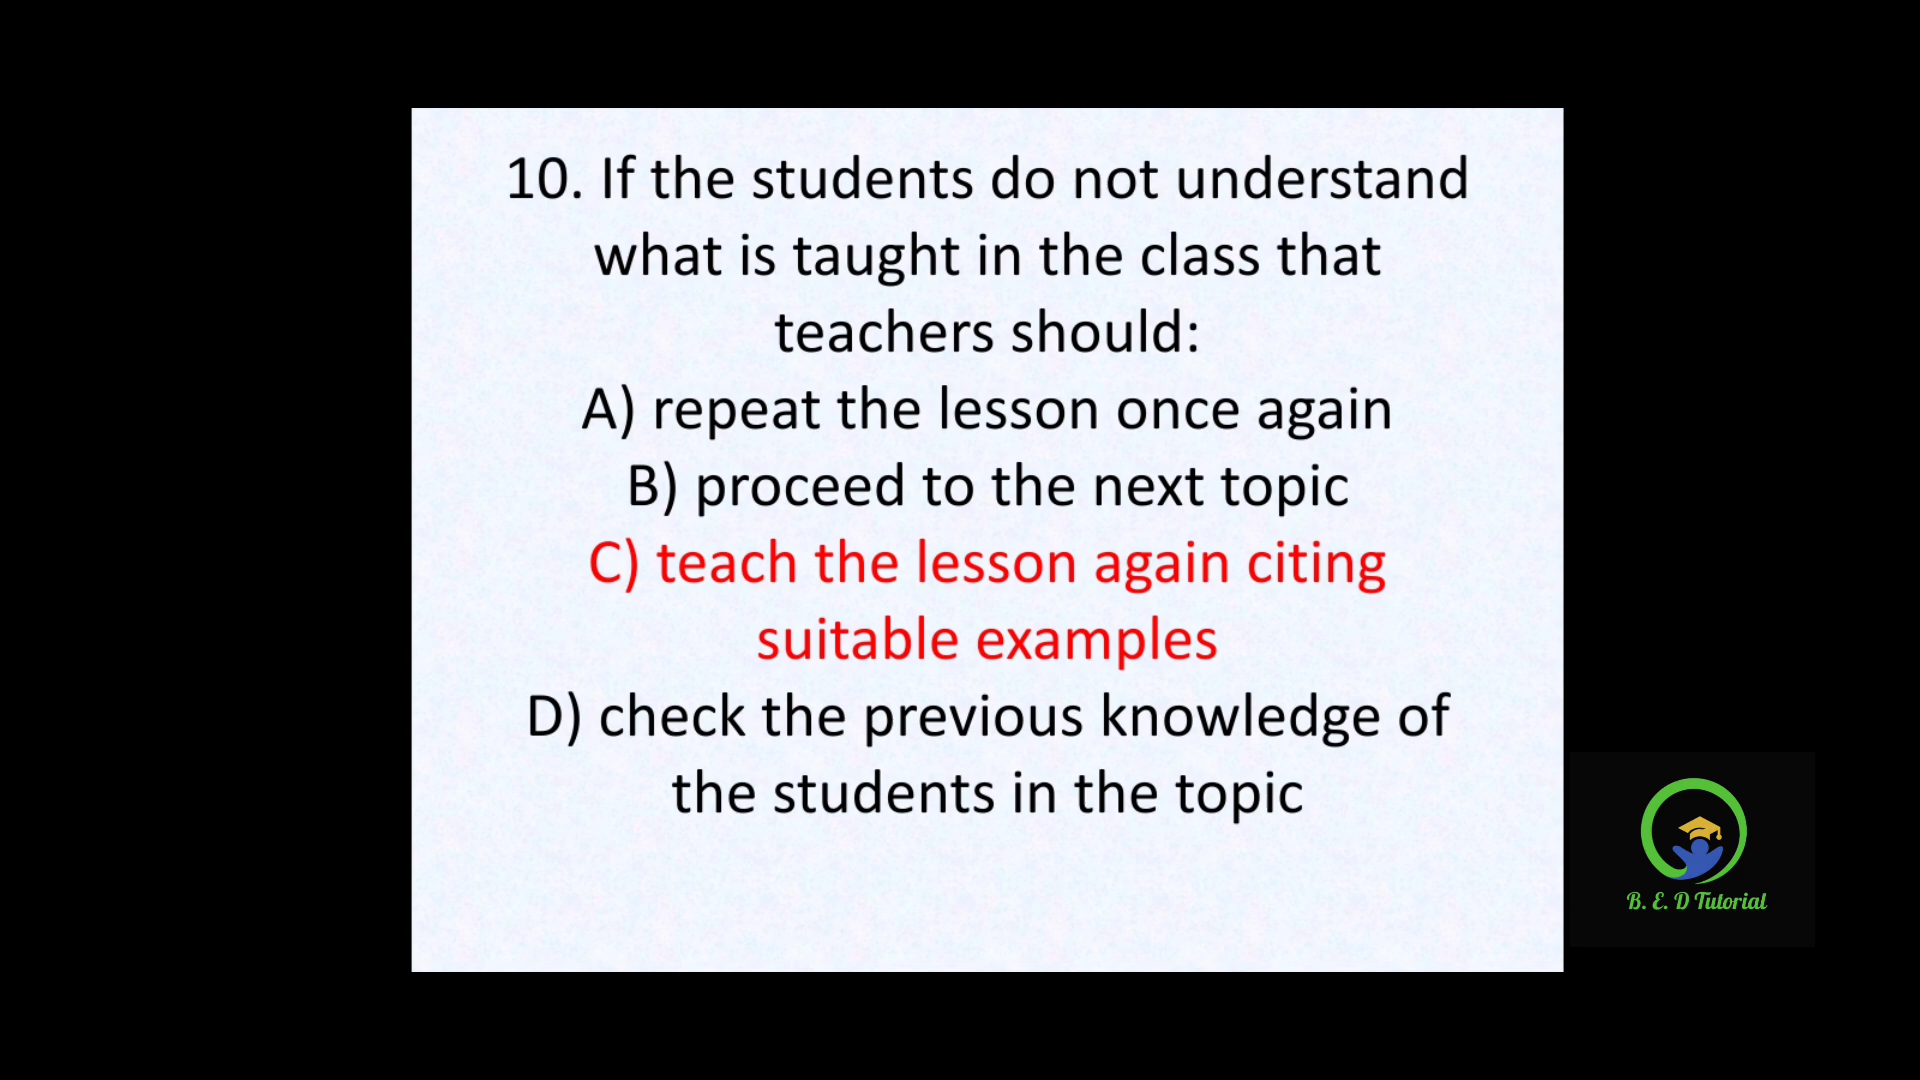 10. If the students do not understand
what is taught in the class that
teachers should:
A) repeat the lesson once again
B) proceed to the next topic
C) teach the lesson again citing
suitable examples
D) check the previous knowledge of
the students in the topic
B. E. D Tutorial